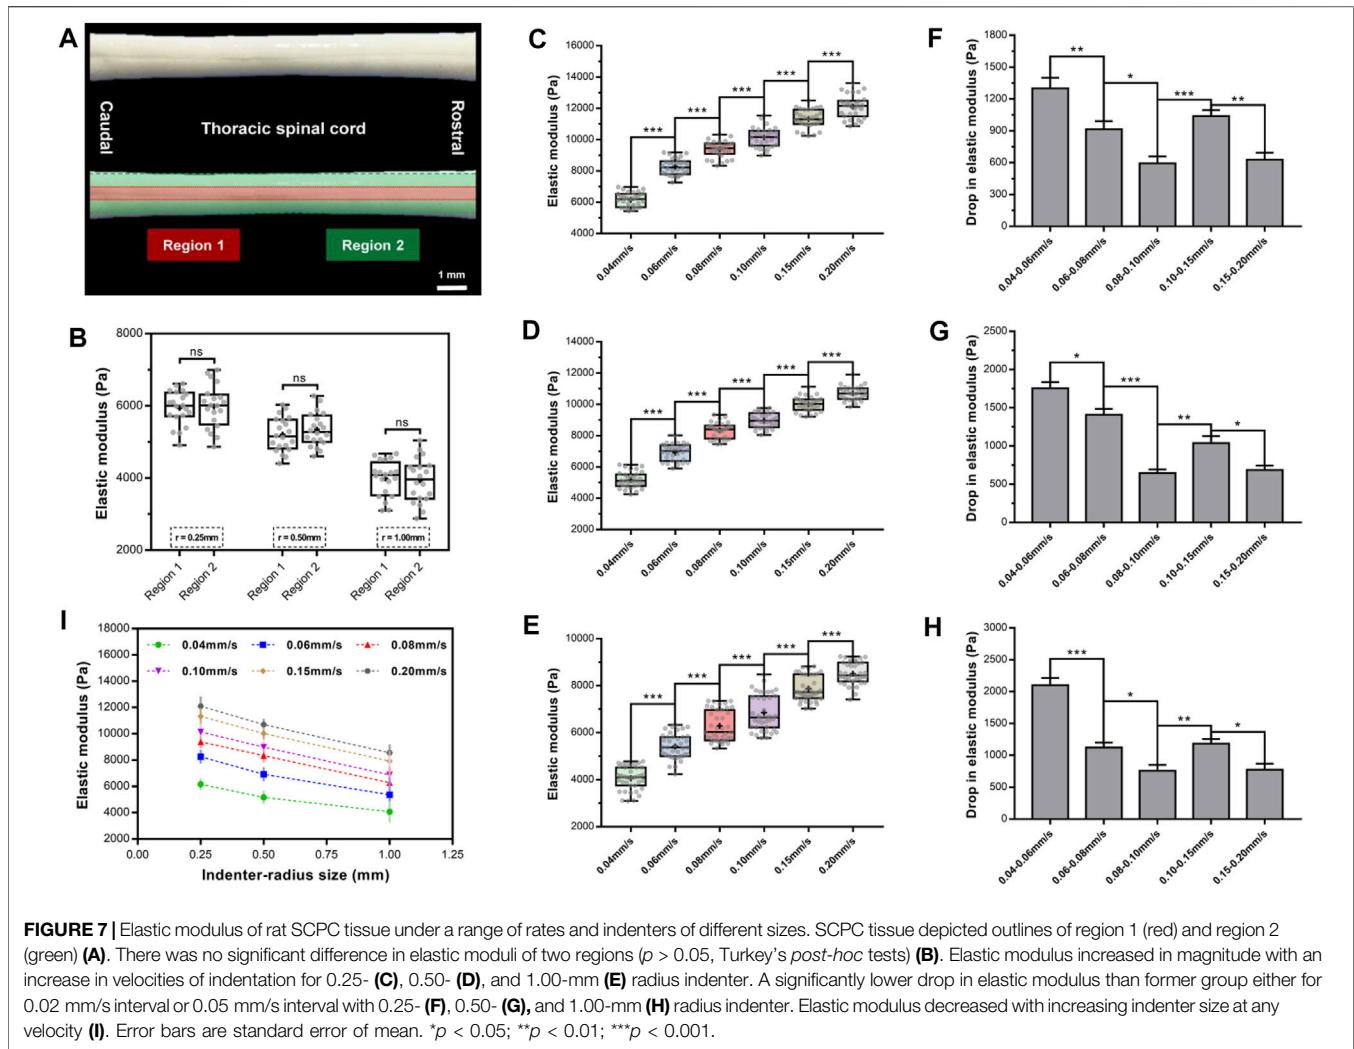 A
Caudal
Thoracic spinal cord
Rostral
Region 1
Region 2
1 mm
B
Elastic modulus (Pa)
8000
6000
4000
2000
ns
ns
ns
r = 0.25mm
r = 0.50mm
r = 1.00mm
Region 1
Region 2
Region 1
Region 2
Region 1
Region 2
I
Elastic modulus (Pa)
18000
16000
14000
12000
10000
8000
6000
4000
2000
0.04mm/s
0.06mm/s
0.08mm/s
0.10mm/s
0.15mm/s
0.20mm/s
0.00
0.25
0.50
0.75
1.00
1.25
Indenter-radius size (mm)
C
Elastic modulus (Pa)
16000
14000
12000
10000
8000
6000
4000
***
***
***
***
***
0.04mm/s
0.06mm/s
0.08mm/s
0.10mm/s
0.15mm/s
0.20mm/s
D
Elastic modulus (Pa)
14000
12000
10000
8000
6000
4000
2000
***
***
***
***
***
0.04mm/s
0.06mm/s
0.08mm/s
0.10mm/s
0.15mm/s
0.20mm/s
E
Elastic modulus (Pa)
10000
8000
6000
4000
2000
***
***
***
***
***
0.04mm/s
0.06mm/s
0.08mm/s
0.10mm/s
0.15mm/s
0.20mm/s
F
Drop in elastic modulus (Pa)
1800
1500
1200
900
600
300
0
**
*
***
**
0.04-0.06mm/s
0.06-0.08mm/s
0.08-0.10mm/s
0.10-0.15mm/s
0.15-0.20mm/s
G
Drop in elastic modulus (Pa)
2500
2000
1500
1000
500
0
*
***
**
*
0.04-0.06mm/s
0.06-0.08mm/s
0.08-0.10mm/s
0.10-0.15mm/s
0.15-0.20mm/s
H
Drop in elastic modulus (Pa)
3000
2500
2000
1500
1000
500
0
***
*
**
*
0.04-0.06mm/s
0.06-0.08mm/s
0.08-0.10mm/s
0.10-0.15mm/s
0.15-0.20mm/s
FIGURE 7 | Elastic modulus of rat SCPC tissue under a range of rates and indenters of different sizes. SCPC tissue depicted outlines of region 1 (red) and region 2
(green) (A). There was no significant difference in elastic moduli of two regions (p > 0.05, Turkey's post-hoc tests) (B). Elastic modulus increased in magnitude with an
increase in velocities of indentation for 0.25- (C), 0.50- (D), and 1.00-mm (E) radius indenter. A significantly lower drop in elastic modulus than former group either for
0.02 mm/s interval or 0.05 mm/s interval with 0.25- (F), 0.50- (G), and 1.00-mm (H) radius indenter. Elastic modulus decreased with increasing indenter size at any
velocity (I). Error bars are standard error of mean. *p < 0.05; **p < 0.01; ***p < 0.001.